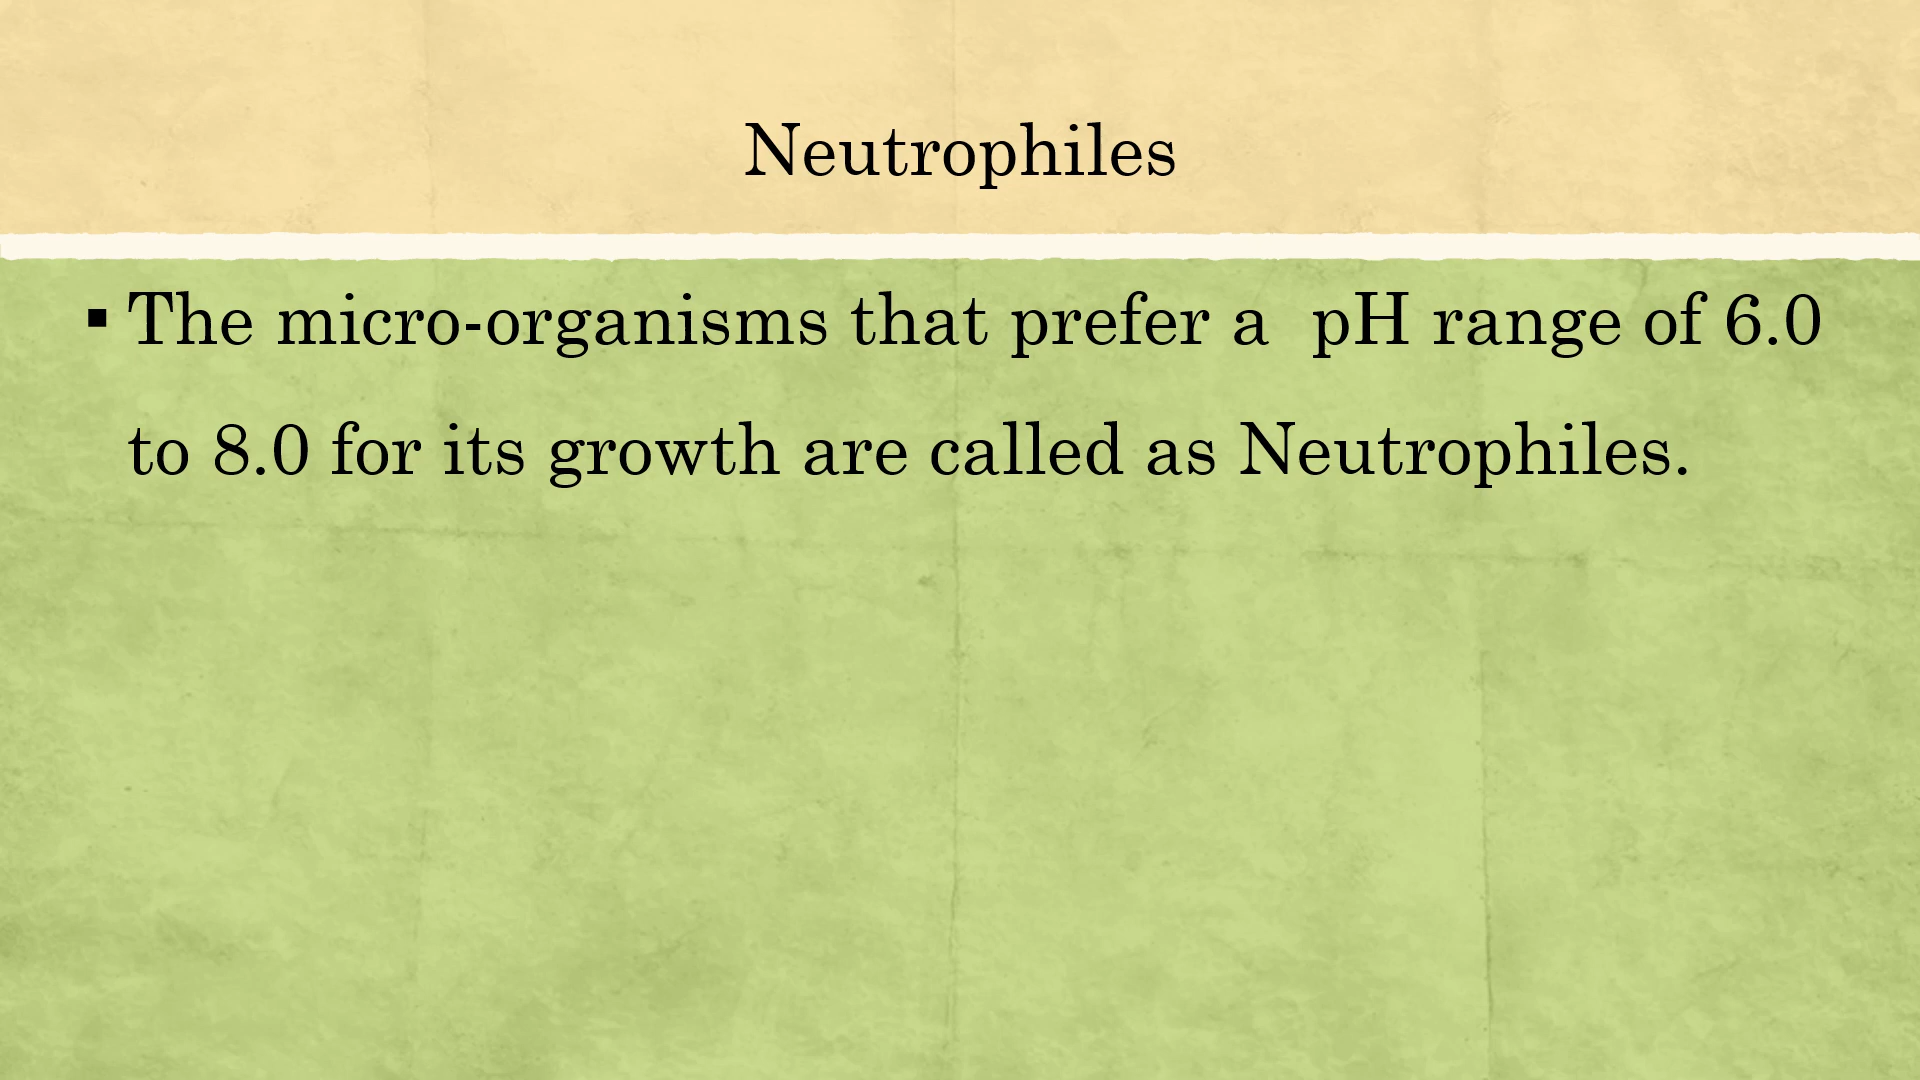 Neutrophiles
▪ The micro-organisms that prefer a  pH range of 6.0
to 8.0 for its growth are called as Neutrophiles.